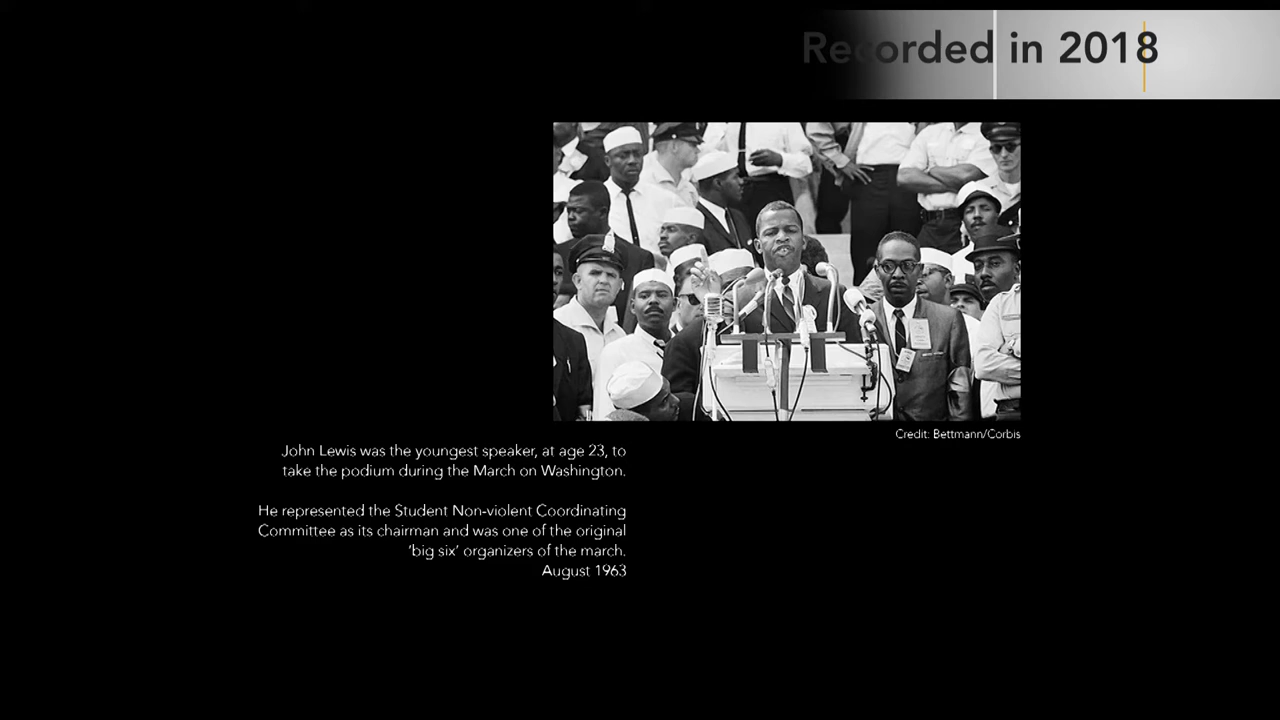 Recorded in 2018
Credit: Bettmann/Corbis
John Lewis was the youngest speaker, at age 23, to
take the podium during the March on Washington.
He represented the Student Non-violent Coordinating
Committee as its chairman and was one of the original
‘big six’ organizers of the march.
August 1963